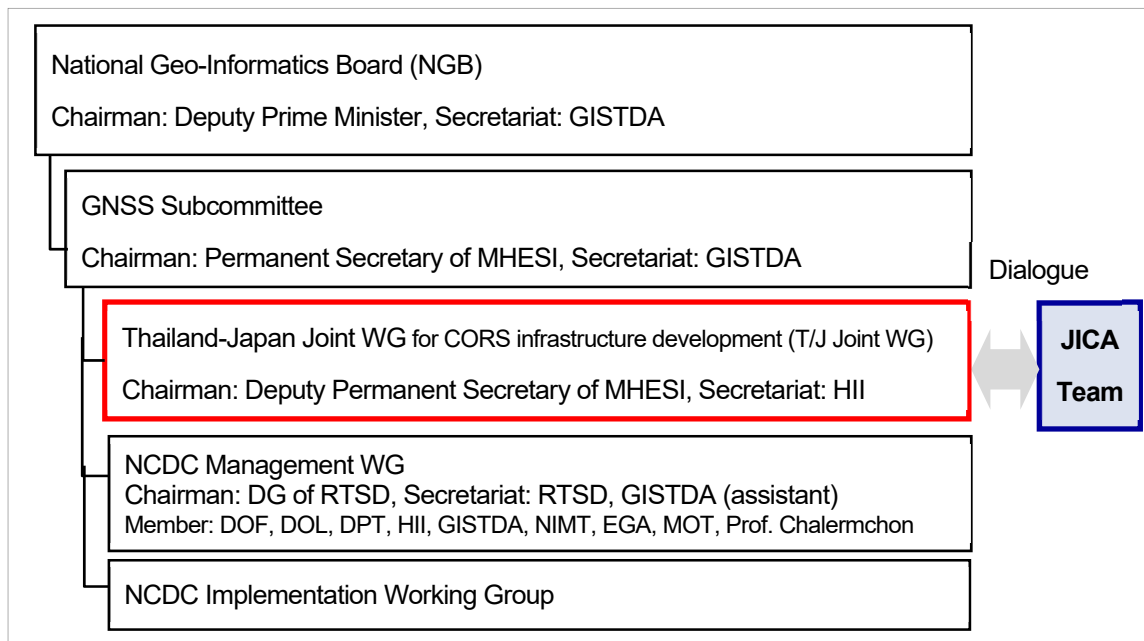 National Geo-Informatics Board (NGB)
Chairman: Deputy Prime Minister, Secretariat: GISTDA
GNSS Subcommittee
Chairman: Permanent Secretary of MHESI, Secretariat: GISTDA
Dialogue
Thailand-Japan Joint WG for CORS infrastructure development (T/J Joint WG)
Chairman: Deputy Permanent Secretary of MHESI, Secretariat: HII
JICA
Team
NCDC Management WG
Chairman: DG of RTSD, Secretariat: RTSD, GISTDA (assistant)
Member: DOF, DOL, DPT, HII, GISTDA, NIMT, EGA, MOT, Prof. Chalermchon
NCDC Implementation Working Group